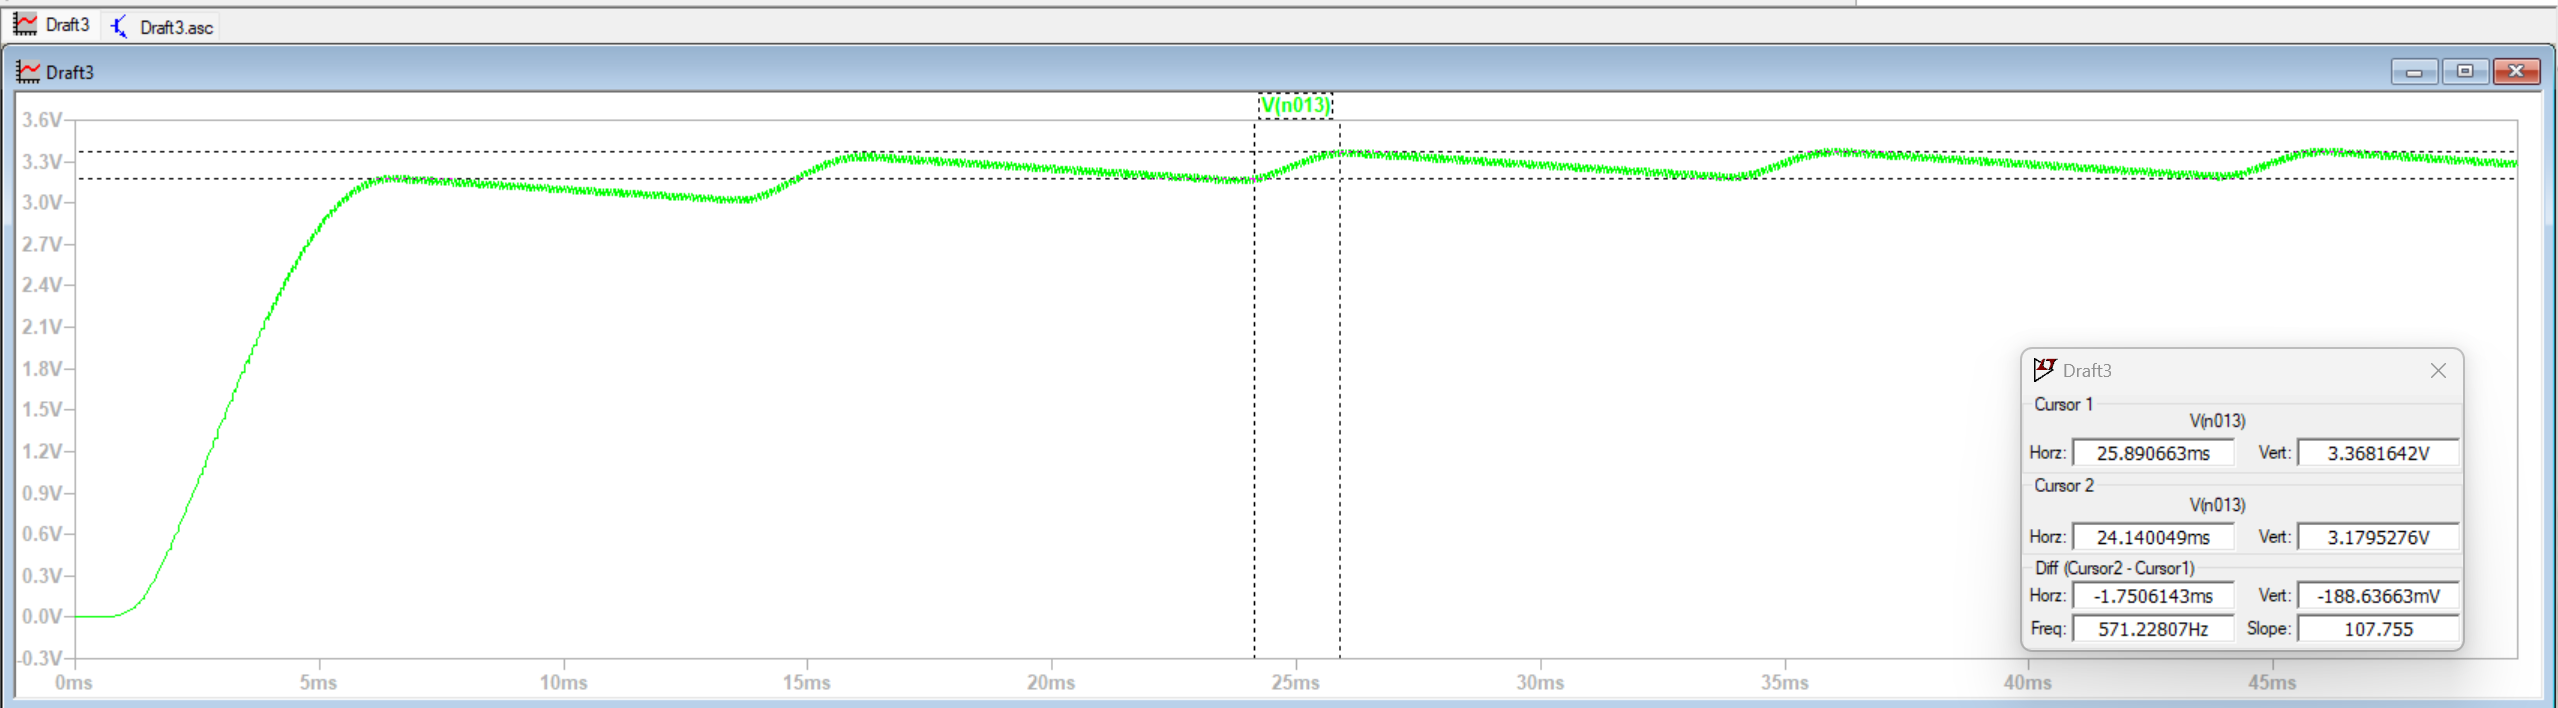 Draft3 Draft3.asc
Draft3
V(n013)
3.6V
3.3V
3.0V
2.7V
2.4V
2.1V
1.8V
1.5V
1.2V
0.9V
0.6V
0.3V
0.0V
-0.3V
0ms 5ms 10ms 15ms 20ms 25ms 30ms 35ms 40ms 45ms
Draft3
Cursor 1
V(n013)
Horz: 25.890663ms Vert: 3.3681642V
Cursor 2
V(n013)
Horz: 24.140049ms Vert: 3.1795276V
Diff (Cursor2 - Cursor1)
Horz: -1.7506143ms Vert: -188.63663mV
Freq: 571.22807Hz Slope: 107.755